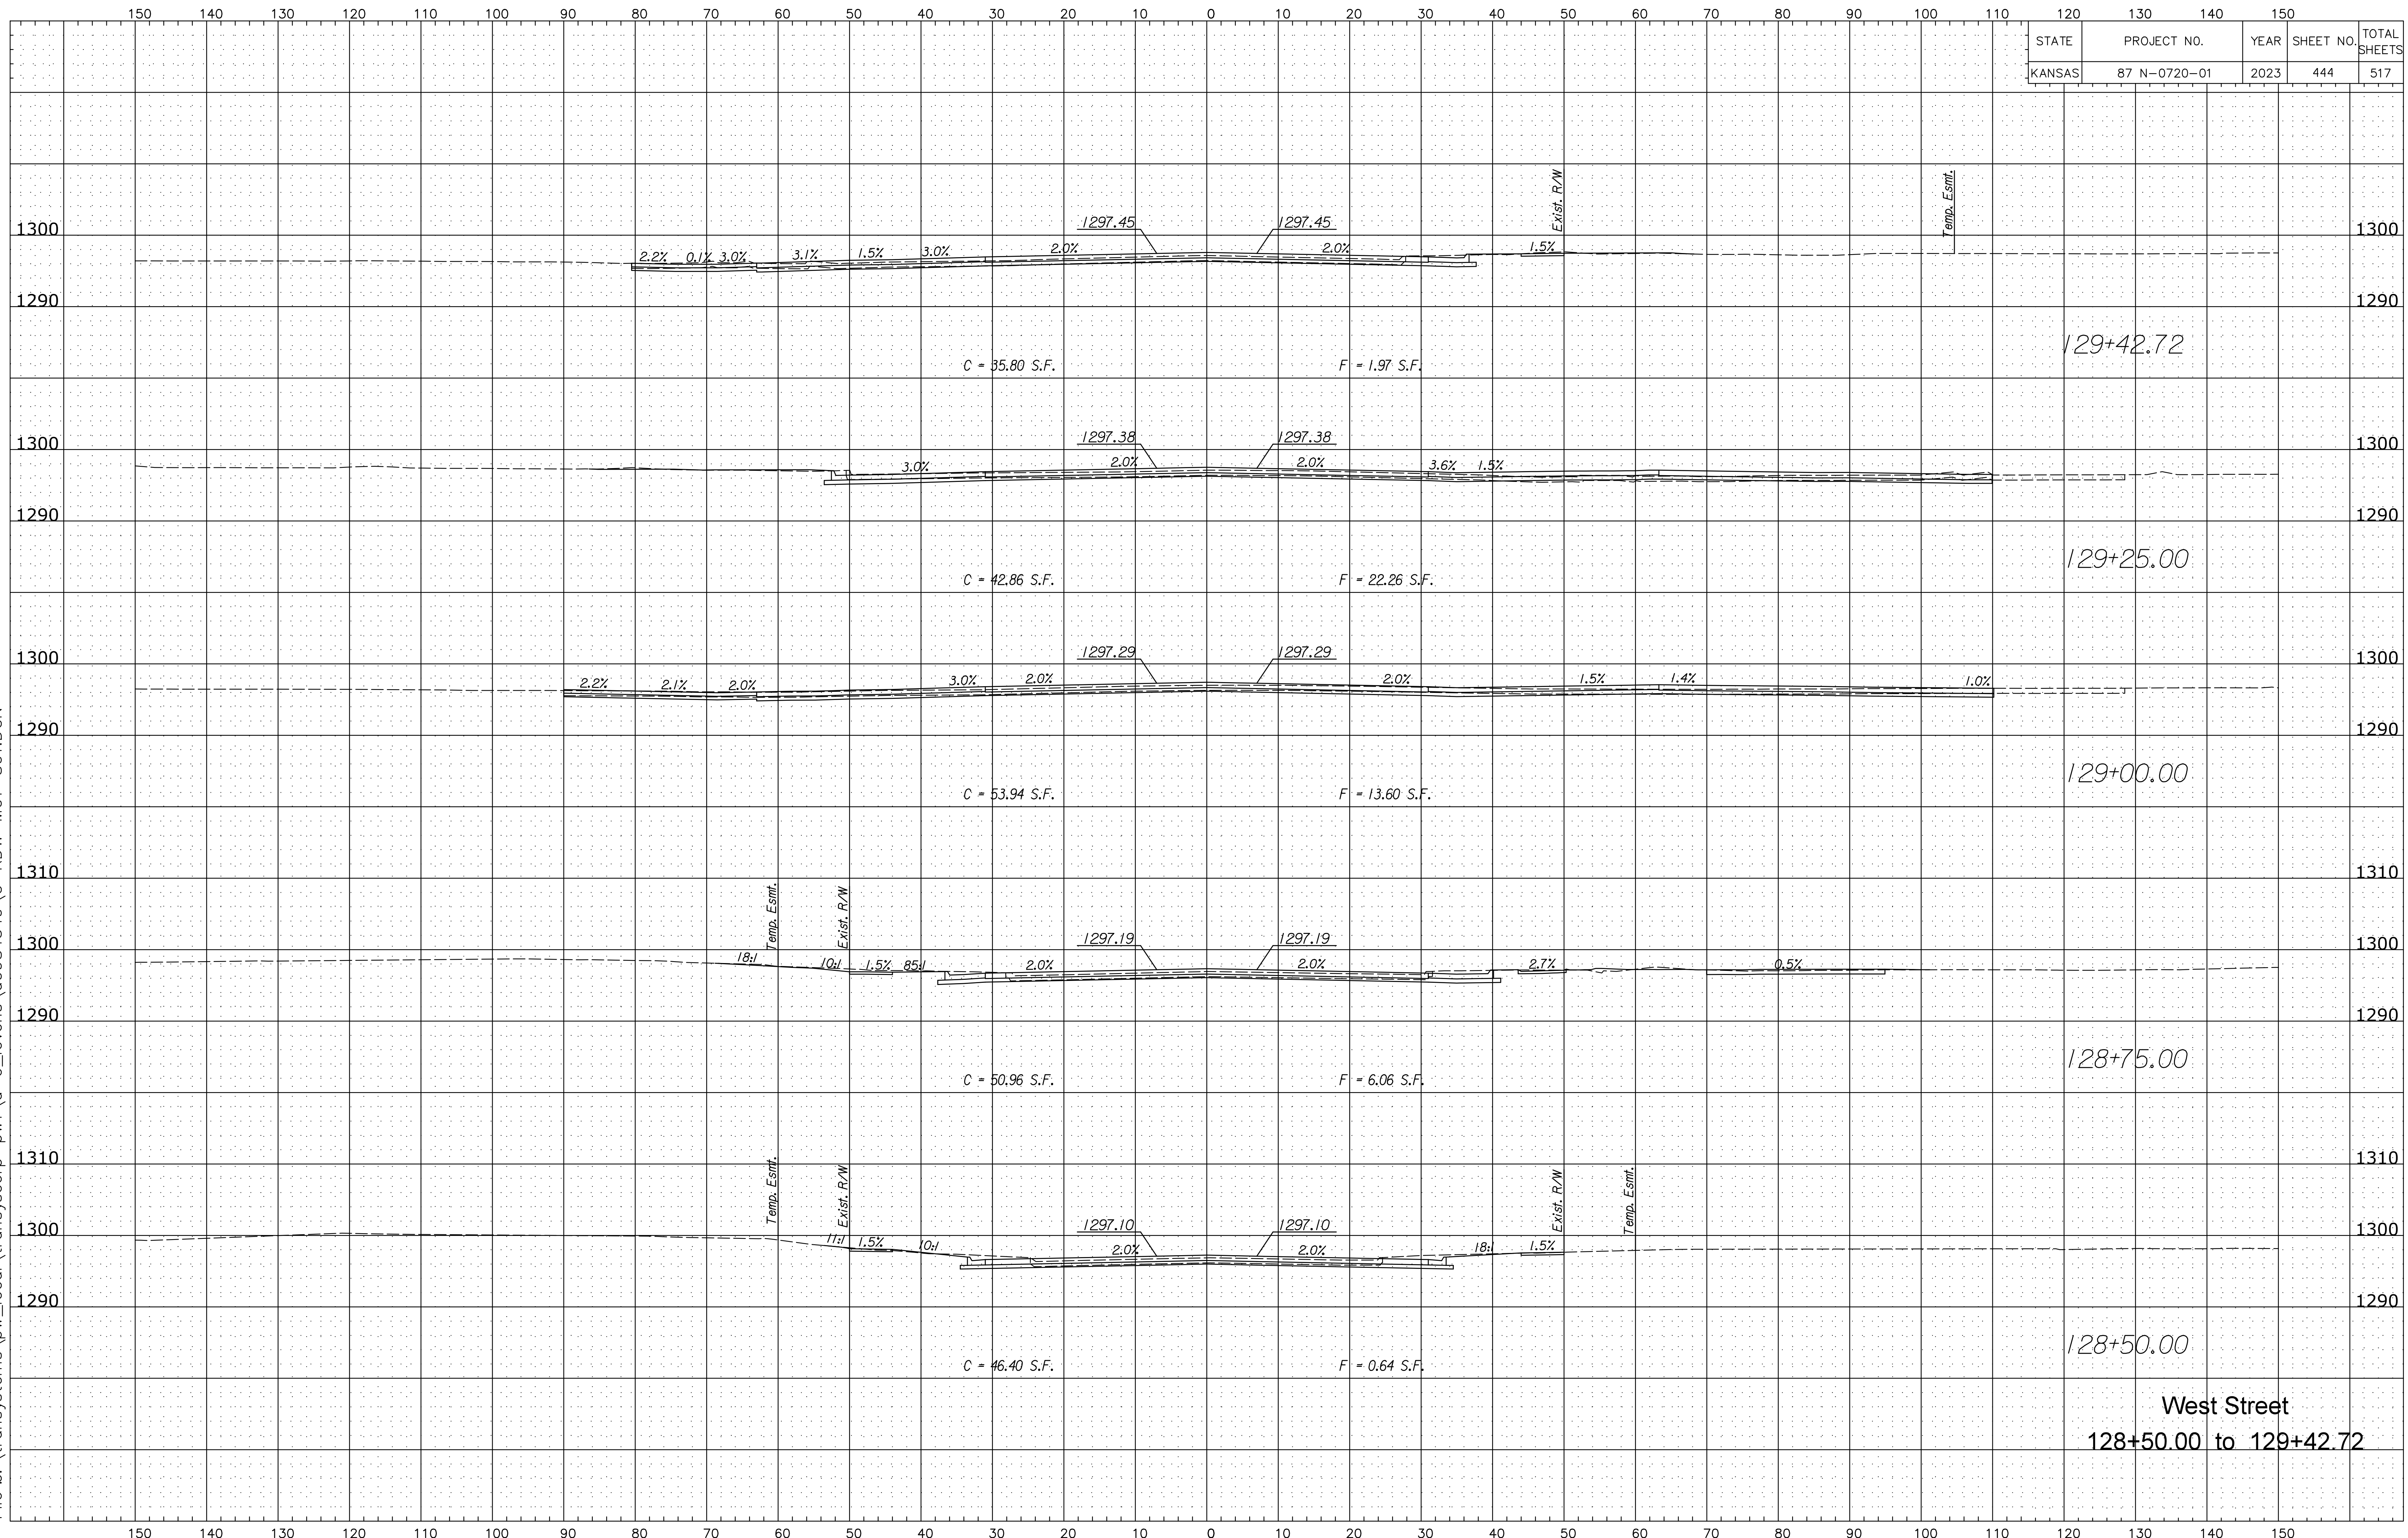 150 140 130 120 110 100 90 80 70 60 50 40 30 20 10 0 10 20 30 40 50 60 70 80 90 100 110 120 130 140 150
STATE PROJECT NO. YEAR SHEET NO. TOTAL SHEETS
KANSAS 87 N-0720-01 2023 444 517
Exist. R/W Temp. Esmt.
1297.45 1297.45
1300 1300
2.2% 0.1% 3.0% 3.1% 1.5% 3.0% 2.0% 2.0% 1.5%
1290 1290
129+42.72
C = 35.80 S.F. F = 1.97 S.F.
1297.38 1297.38
1300 1300
3.0% 2.0% 2.0% 3.6% 1.5%
1290 1290
129+25.00
C = 42.86 S.F. F = 22.26 S.F.
1297.29 1297.29
1300 1300
2.2% 2.1% 2.0% 3.0% 2.0% 2.0% 1.5% 1.4% 1.0%
1290 1290
129+00.00
C = 53.94 S.F. F = 13.60 S.F.
1310 1310
Temp. Esmt. Exist. R/W
1297.19 1297.19
1300 1300
18:1 10:1 1.5% 85:1 2.0% 2.0% 2.7% 0.5%
1290 1290
128+75.00
C = 50.96 S.F. F = 6.06 S.F.
1310 1310
Temp. Esmt. Exist. R/W Exist. R/W Temp. Esmt.
1297.10 1297.10
1300 1300
11:1 1.5% 10:1 2.0% 2.0% 18:1 1.5%
1290 1290
128+50.00
C = 46.40 S.F. F = 0.64 S.F.
West Street
128+50.00 to 129+42.72
150 140 130 120 110 100 90 80 70 60 50 40 30 20 10 0 10 20 30 40 50 60 70 80 90 100 110 120 130 140 150